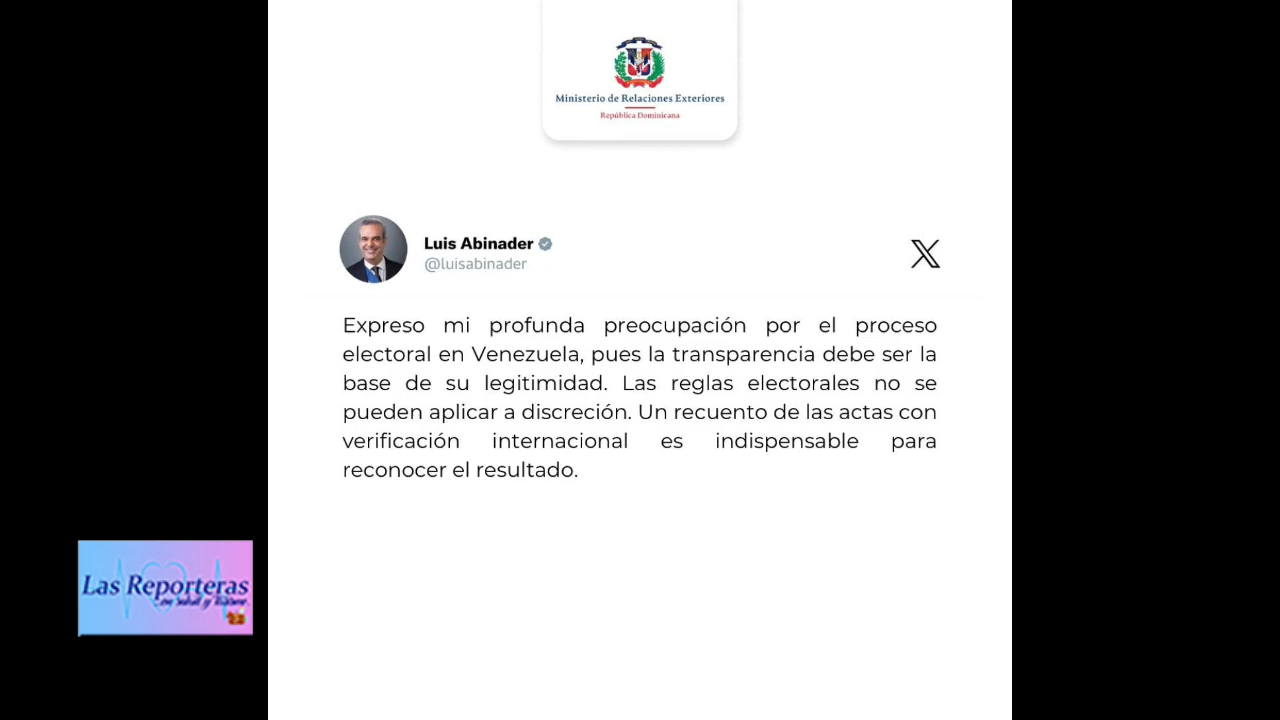 Ministerio de Relaciones Exteriores
República Dominicana
Luis Abinader
@luisabinader
Expreso mi profunda preocupación por el proceso
electoral en Venezuela, pues la transparencia debe ser la
base de su legitimidad. Las reglas electorales no se
pueden aplicar a discreción. Un recuento de las actas con
verificación internacional es indispensable para
reconocer el resultado.
Las Reporteras